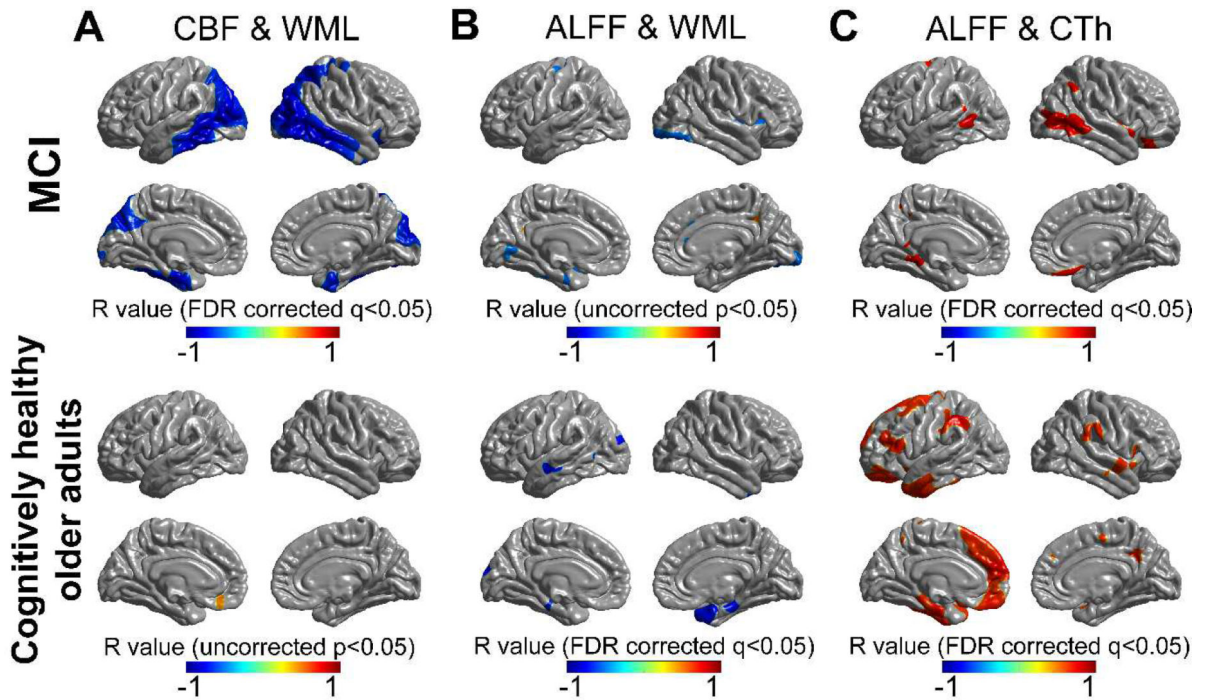 A CBF & WML
B ALFF & WML
C ALFF & CTh
MCI
R value (FDR corrected q<0.05)
-1 1
R value (uncorrected p<0.05)
-1 1
R value (FDR corrected q<0.05)
-1 1
Cognitively healthy
older adults
R value (uncorrected p<0.05)
-1 1
R value (FDR corrected q<0.05)
-1 1
R value (FDR corrected q<0.05)
-1 1